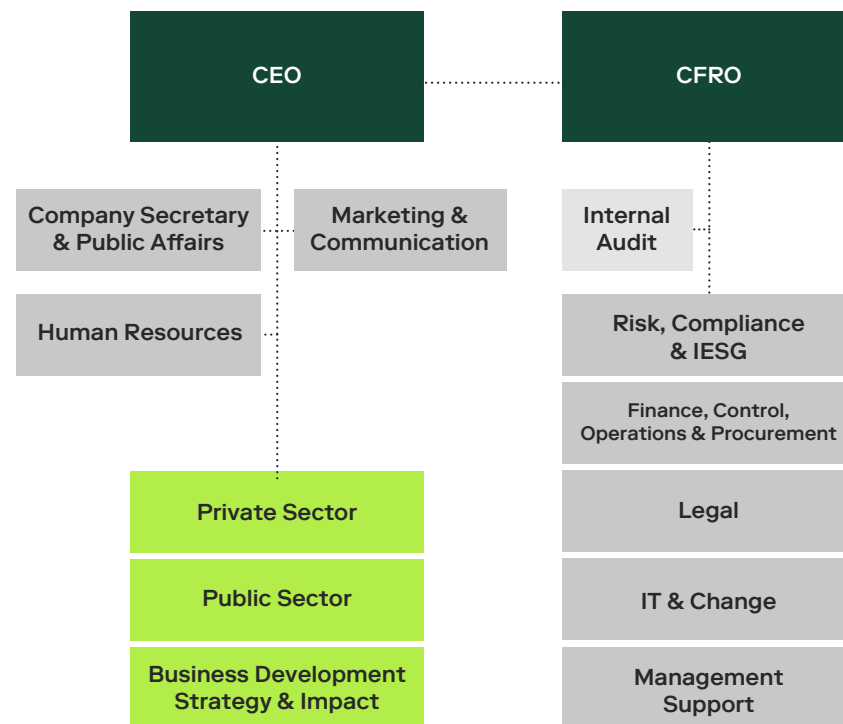 CEO
CFRO
Company Secretary
& Public Affairs
Marketing &
Communication
Internal
Audit
Human Resources
Risk, Compliance
& IESG
Finance, Control,
Operations & Procurement
Private Sector
Legal
Public Sector
IT & Change
Business Development
Strategy & Impact
Management
Support